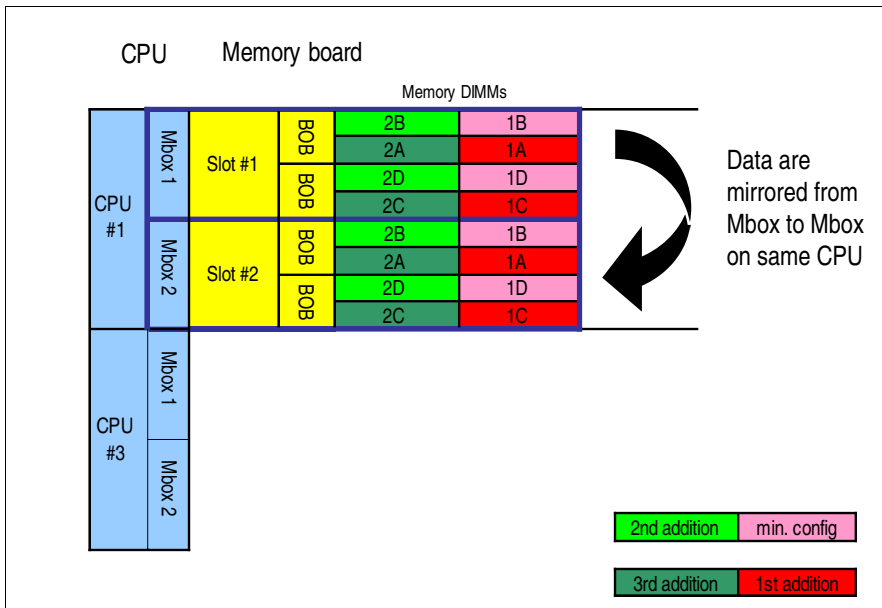 CPU Memory board
Memory DIMMs
CPU
#1
Mbox 1
Slot #1
BOB
2B 1B
2A 1A
BOB
2D 1D
2C 1C
Mbox 2
Slot #2
BOB
2B 1B
2A 1A
BOB
2D 1D
2C 1C
Data are
mirrored from
Mbox to Mbox
on same CPU
CPU
#3
Mbox 1
Mbox 2
2nd addition min. config
3rd addition 1st addition